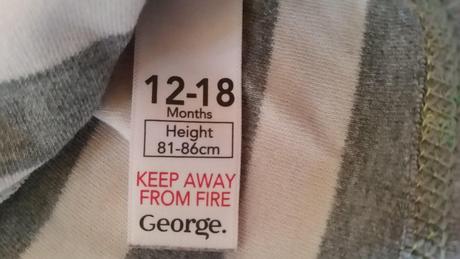 12-18
Months
Height
81-86cm
KEEP AWAY
FROM FIRE
George.